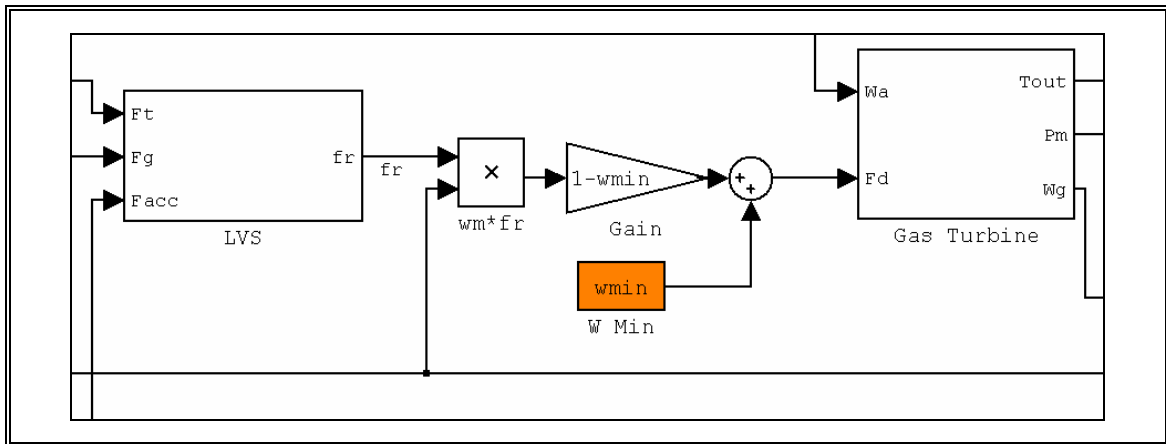 Ft
Fg
Facc
fr
LVS
fr
×
wm*fr
1-wmin
Gain
+
+
wmin
W Min
Wa
Fd
Tout
Pm
Wg
Gas Turbine